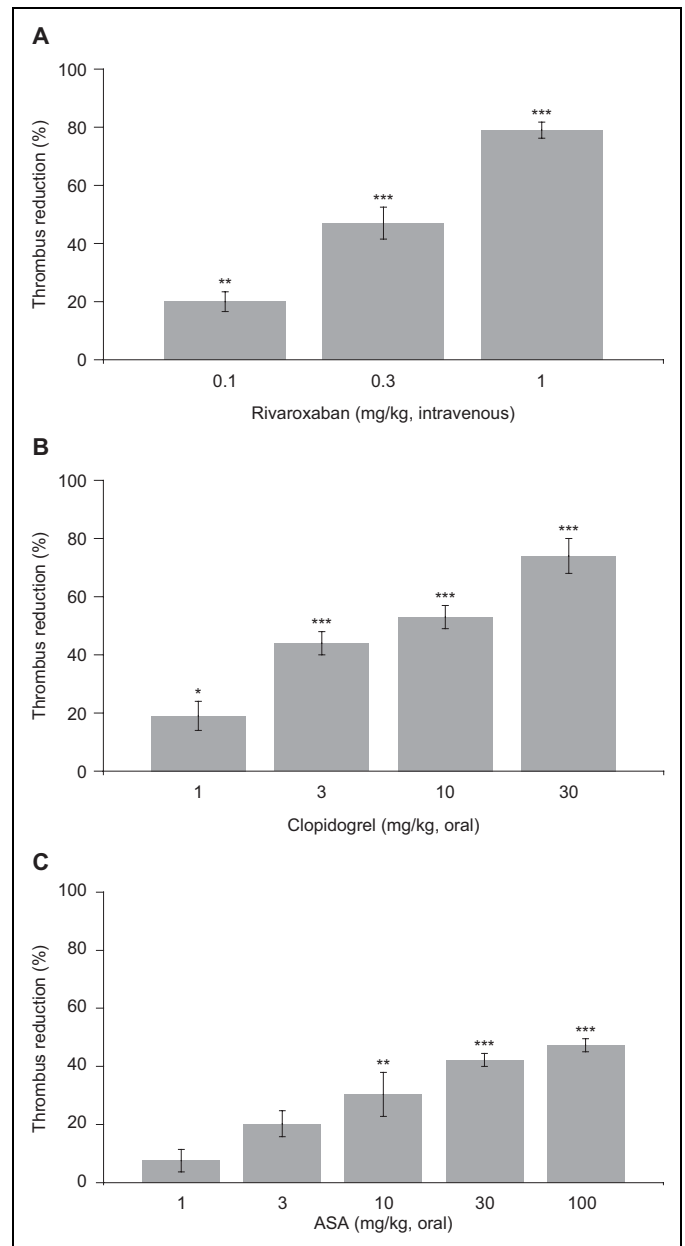 A
100
80
60
40
20
0
Thrombus reduction (%)
**
***
***
0.1 0.3 1
Rivaroxaban (mg/kg, intravenous)
B
100
80
60
40
20
0
Thrombus reduction (%)
*
***
***
***
1 3 10 30
Clopidogrel (mg/kg, oral)
C
100
80
60
40
20
0
Thrombus reduction (%)
**
***
***
1 3 10 30 100
ASA (mg/kg, oral)